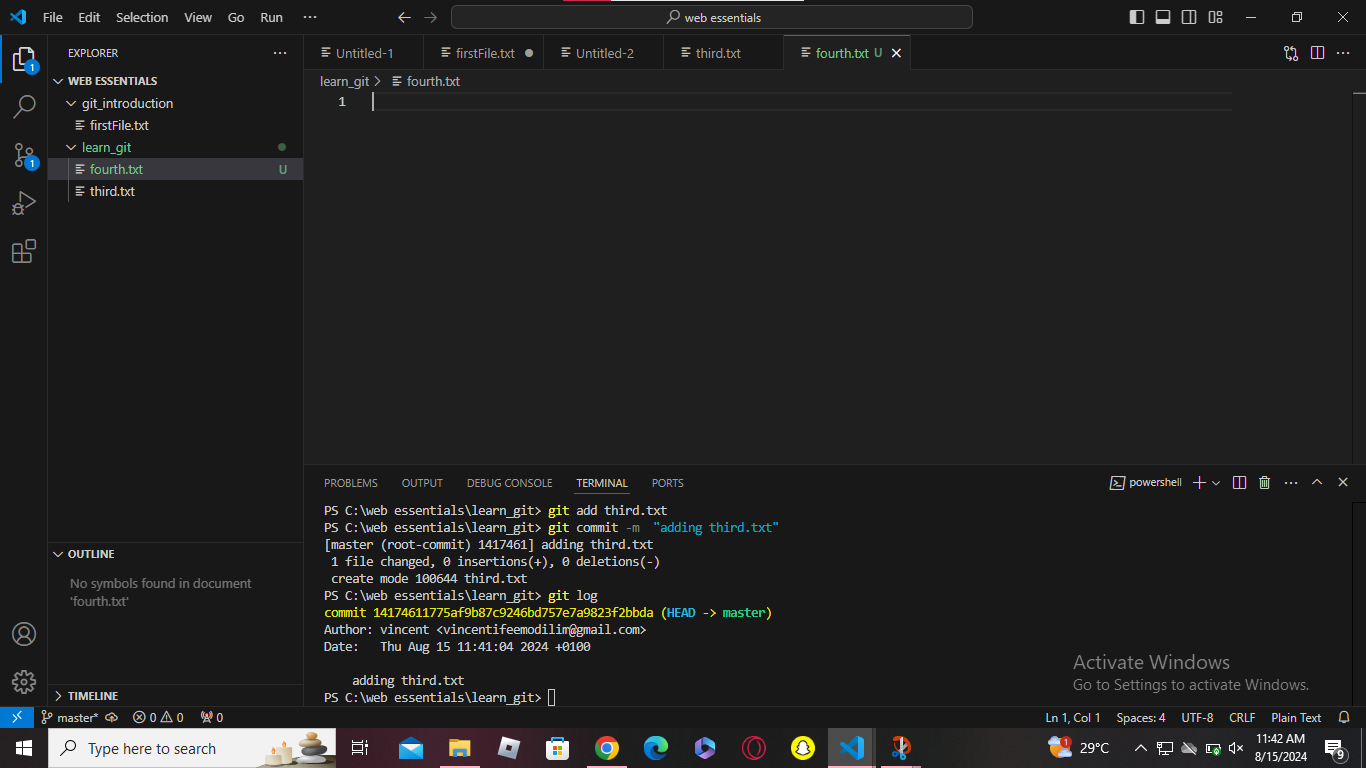 File Edit Selection View Go Run ···
web essentials
EXPLORER ···
WEB ESSENTIALS
git_introduction
firstFile.txt
learn_git
fourth.txt U
third.txt
OUTLINE
No symbols found in document
'fourth.txt'
TIMELINE
Untitled-1 firstFile.txt Untitled-2 third.txt fourth.txt U
learn_git > fourth.txt
1
PROBLEMS OUTPUT DEBUG CONSOLE TERMINAL PORTS
powershell
PS C:\web essentials\learn_git> git add third.txt
PS C:\web essentials\learn_git> git commit -m  "adding third.txt"
[master (root-commit) 1417461] adding third.txt
 1 file changed, 0 insertions(+), 0 deletions(-)
 create mode 100644 third.txt
PS C:\web essentials\learn_git> git log
commit 14174611775af9b87c9246bd757e7a9823f2bbda (HEAD -> master)
Author: vincent <vincentifeemodilim@gmail.com>
Date:   Thu Aug 15 11:41:04 2024 +0100
    adding third.txt
PS C:\web essentials\learn_git>
Activate Windows
Go to Settings to activate Windows.
1
1
master* 0 0 0
Ln 1, Col 1 Spaces: 4 UTF-8 CRLF Plain Text
Type here to search
1 29°C
11:42 AM
8/15/2024
9